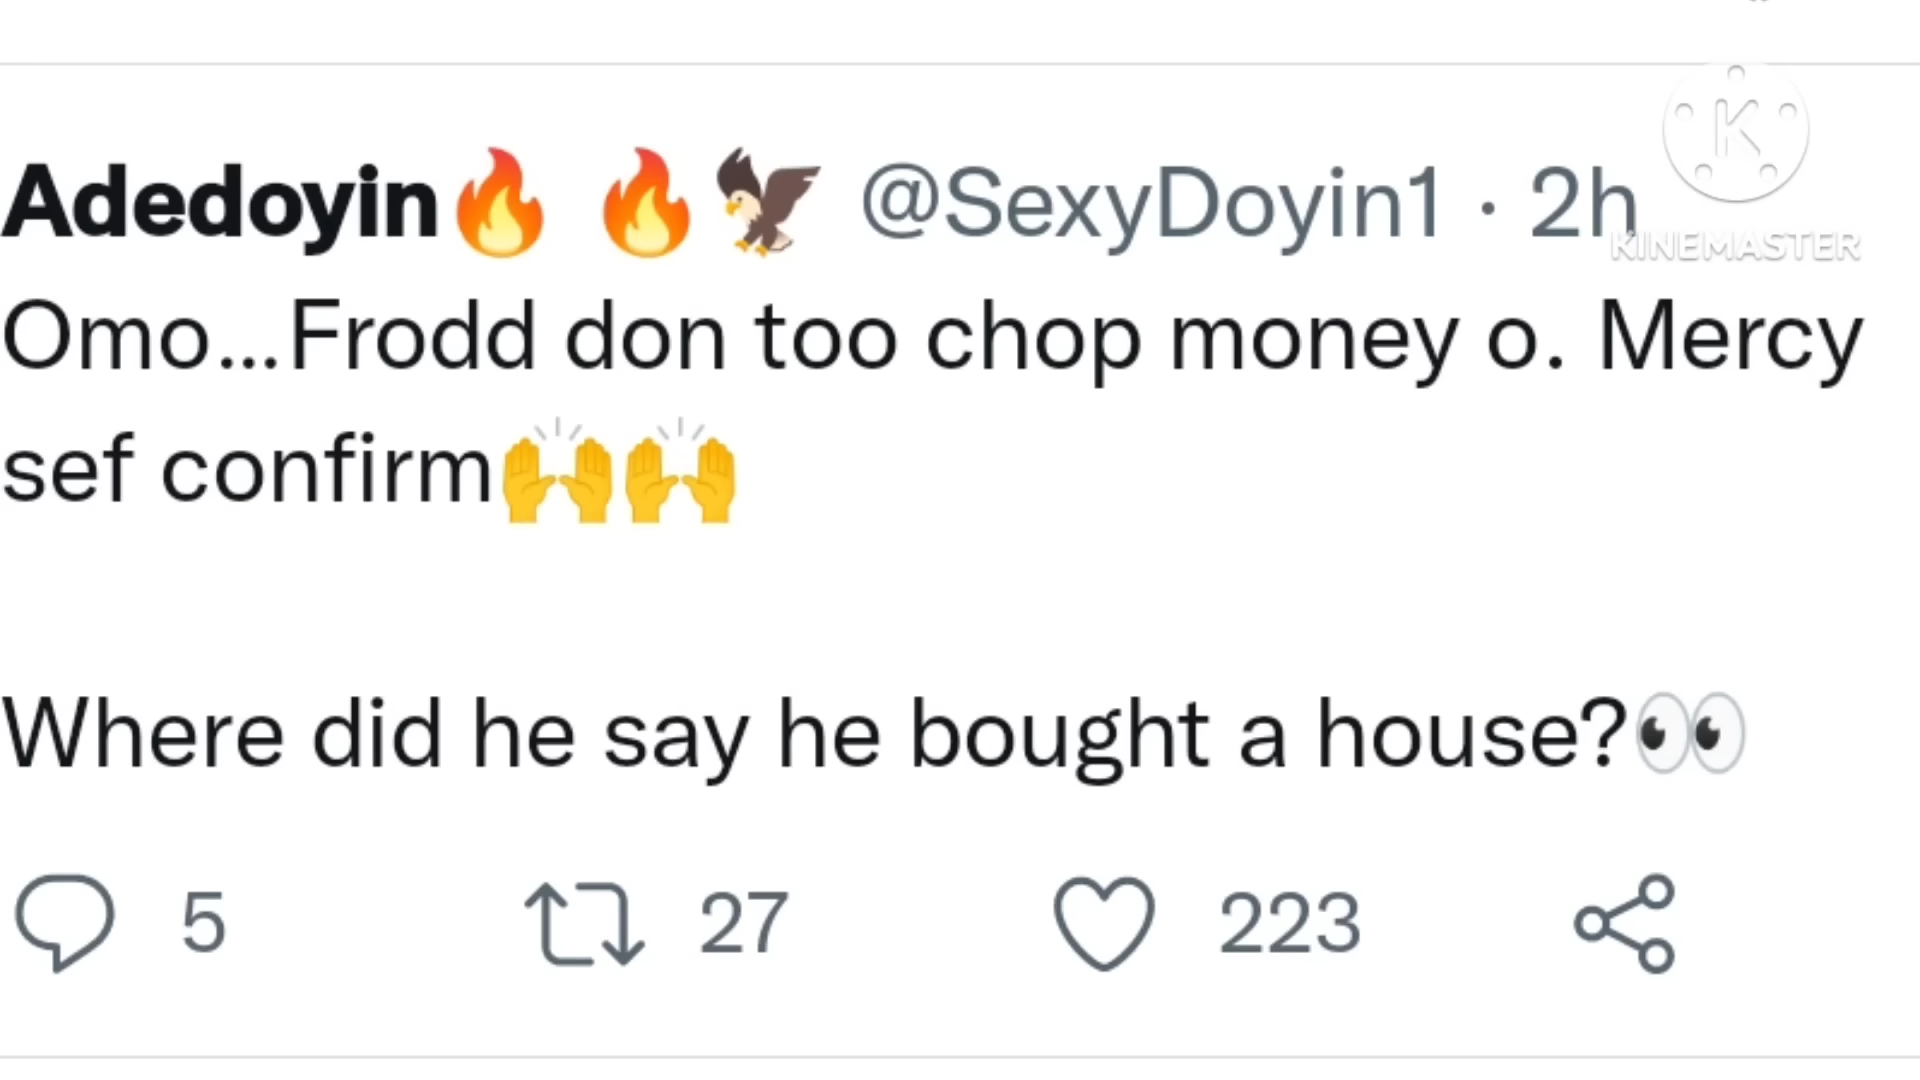 Adedoyin🔥 🔥🦅 @SexyDoyin1 · 2h
KINEMASTER
Omo...Frodd don too chop money o. Mercy
sef confirm🙌🙌
Where did he say he bought a house?👀
5 27 223